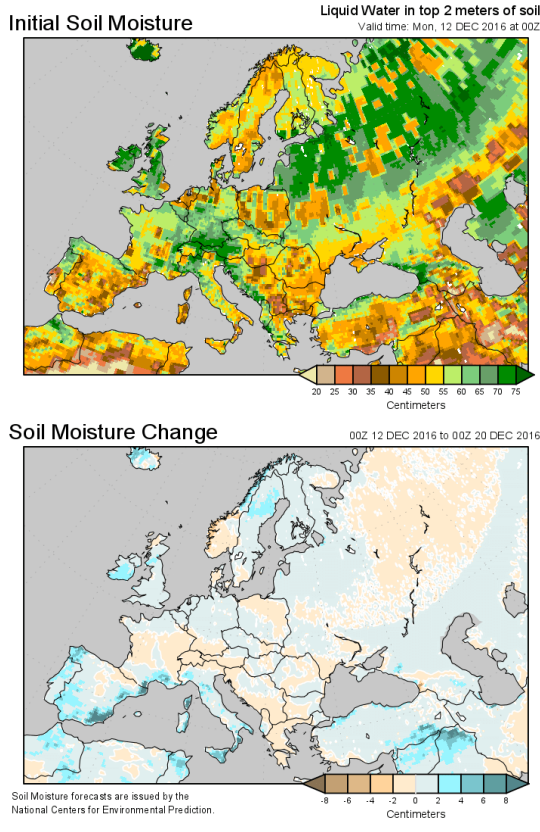 Initial Soil Moisture
Liquid Water in top 2 meters of soil
Valid time: Mon, 12 DEC 2016 at 00Z
20 25 30 35 40 45 50 55 60 65 70 75
Centimeters
Soil Moisture Change
00Z 12 DEC 2016 to 00Z 20 DEC 2016
Soil Moisture forecasts are issued by the
National Centers for Environmental Prediction.
-8 -6 -4 -2 0 2 4 6 8
Centimeters